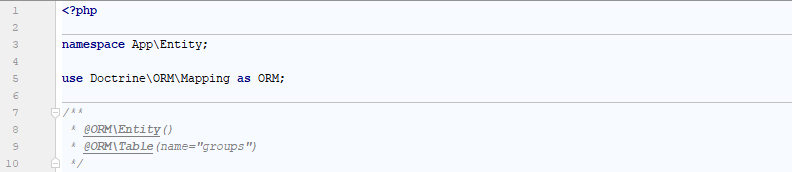 1 <?php
2
3 namespace App\Entity;
4
5 use Doctrine\ORM\Mapping as ORM;
6
7 /**
8 * @ORM\Entity()
9 * @ORM\Table(name="groups")
10 */